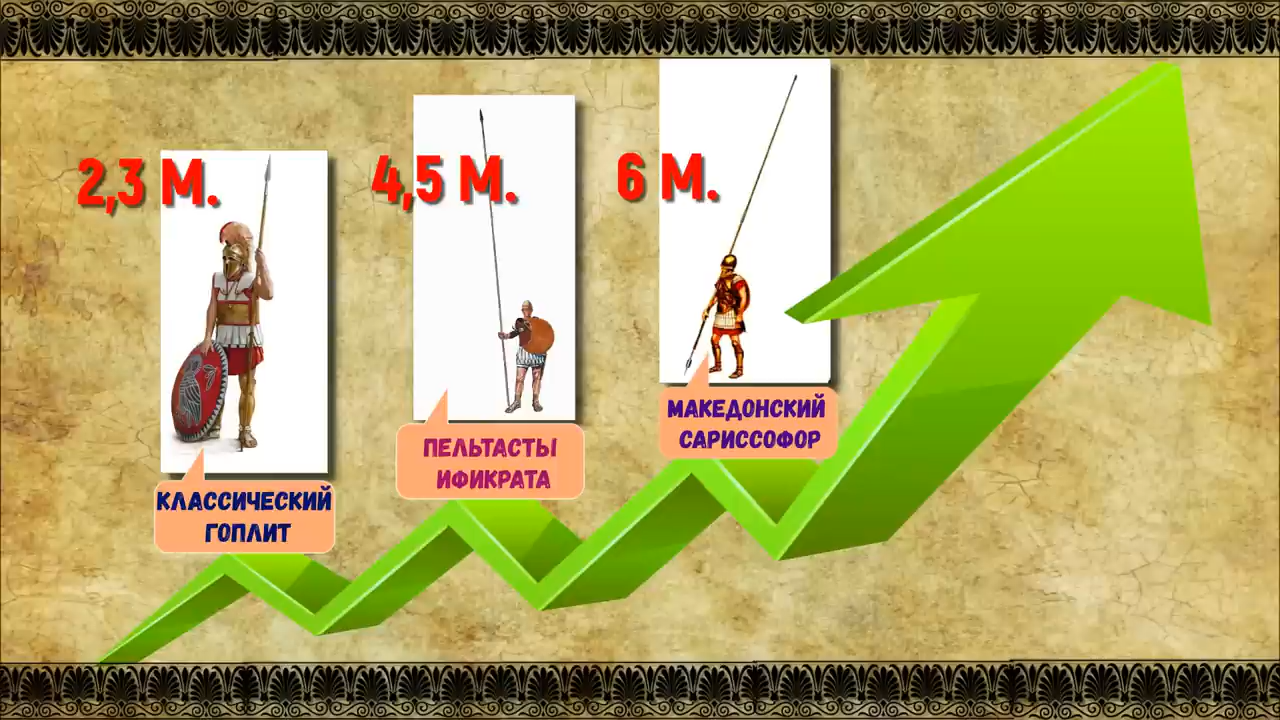 2,3 М.
КЛАССИЧЕСКИЙ
ГОПЛИТ
4,5 М.
ПЕЛЬТАСТЫ
ИФИКРАТА
6 М.
МАКЕДОНСКИЙ
САРИССОФОР